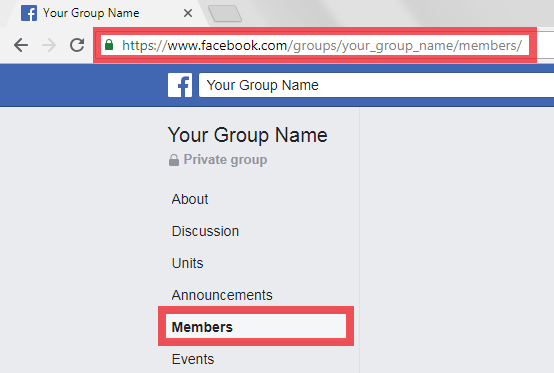 Your Group Name
https://www.facebook.com/groups/your_group_name/members/
Your Group Name
Your Group Name
Private group
About
Discussion
Units
Announcements
Members
Events